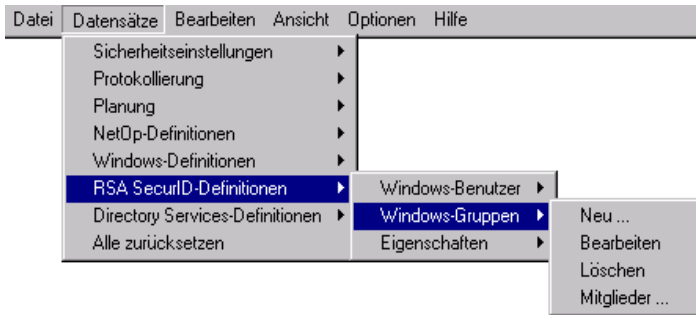 Datei Datensätze Bearbeiten Ansicht Optionen Hilfe
Sicherheitseinstellungen
Protokollierung
Planung
NetOp-Definitionen
Windows-Definitionen
RSA SecurID-Definitionen
Directory Services-Definitionen
Alle zurücksetzen
Windows-Benutzer
Windows-Gruppen
Eigenschaften
Neu ...
Bearbeiten
Löschen
Mitglieder ...